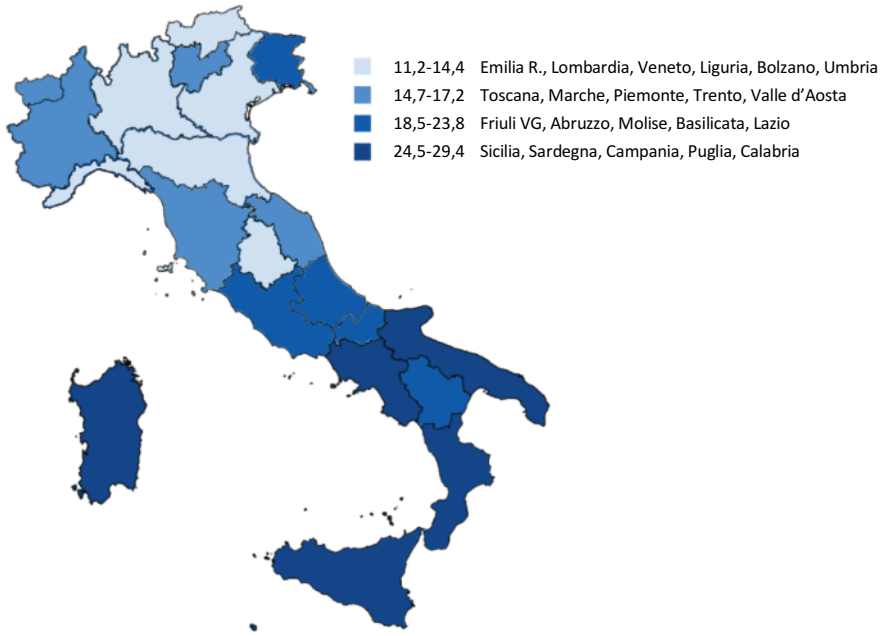 11,2-14,4 Emilia R., Lombardia, Veneto, Liguria, Bolzano, Umbria
14,7-17,2 Toscana, Marche, Piemonte, Trento, Valle d’Aosta
18,5-23,8 Friuli VG, Abruzzo, Molise, Basilicata, Lazio
24,5-29,4 Sicilia, Sardegna, Campania, Puglia, Calabria